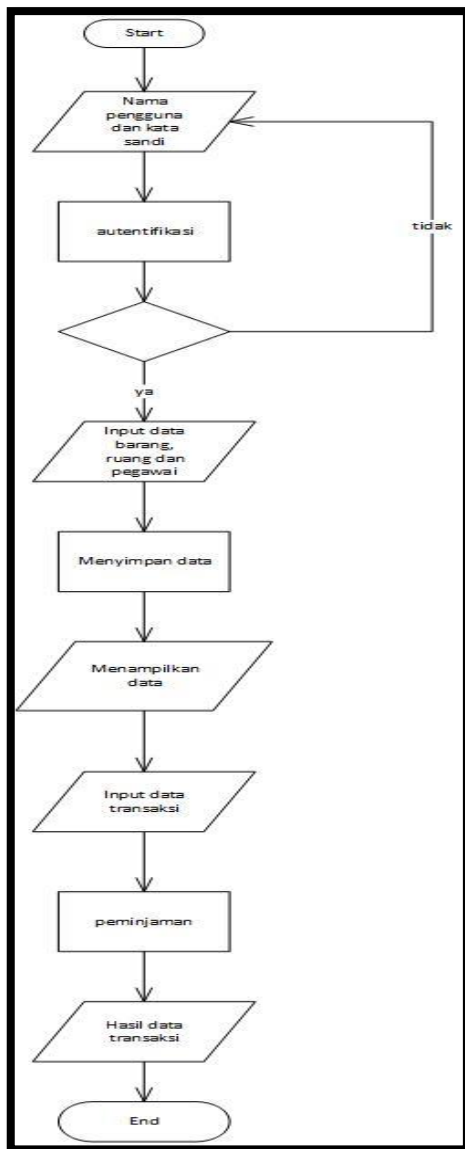 Start
Nama
pengguna
dan kata
sandi
autentifikasi
tidak
ya
Input data
barang,
ruang dan
pegawai
Menyimpan data
Menampilkan
data
Input data
transaksi
peminjaman
Hasil data
transaksi
End